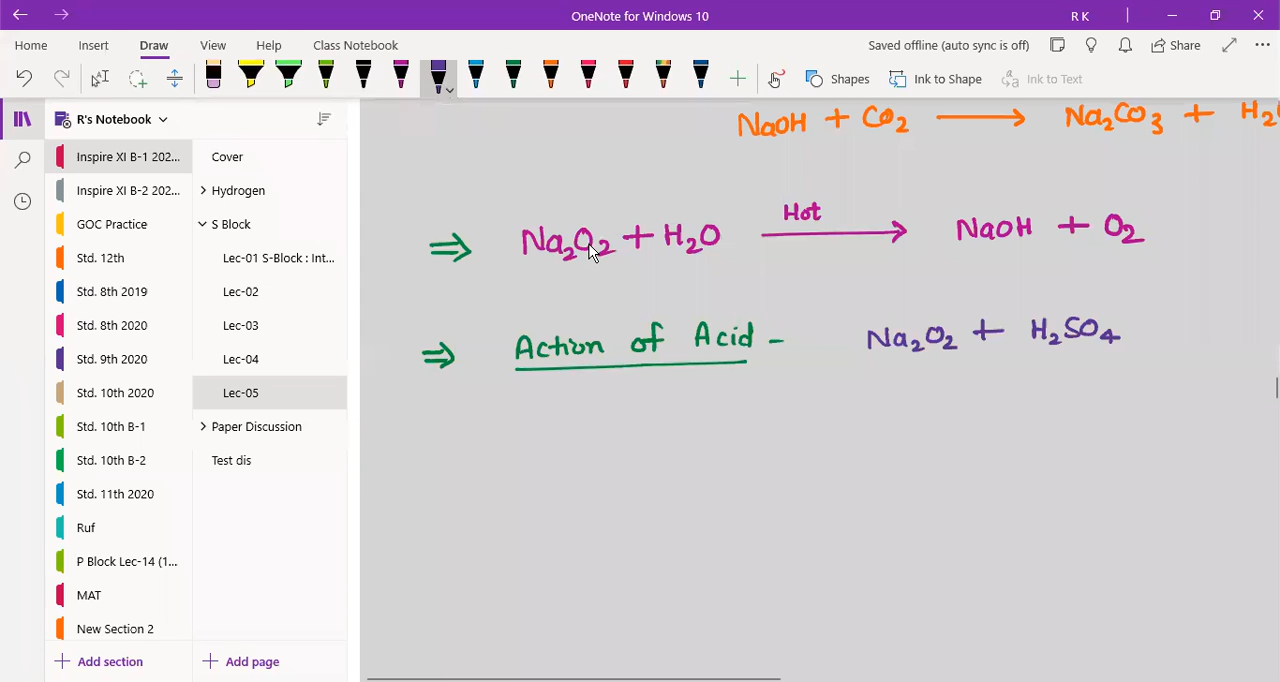 OneNote for Windows 10
R K
Home Insert Draw View Help Class Notebook
Saved offline (auto sync is off) Share
Shapes Ink to Shape Ink to Text
R's Notebook
Inspire XI B-1 202...
Inspire XI B-2 202...
GOC Practice
Std. 12th
Std. 8th 2019
Std. 8th 2020
Std. 9th 2020
Std. 10th 2020
Std. 10th B-1
Std. 10th B-2
Std. 11th 2020
Ruf
P Block Lec-14 (1...
MAT
New Section 2
Add section
Cover
Hydrogen
S Block
Lec-01 S-Block : Int...
Lec-02
Lec-03
Lec-04
Lec-05
Paper Discussion
Test dis
Add page
NaOH + CO₂ ⟶ Na₂CO₃ + H₂
Hot
⇒ Na₂O₂ + H₂O ⟶ NaOH + O₂
⇒ Action of Acid - Na₂O₂ + H₂SO₄